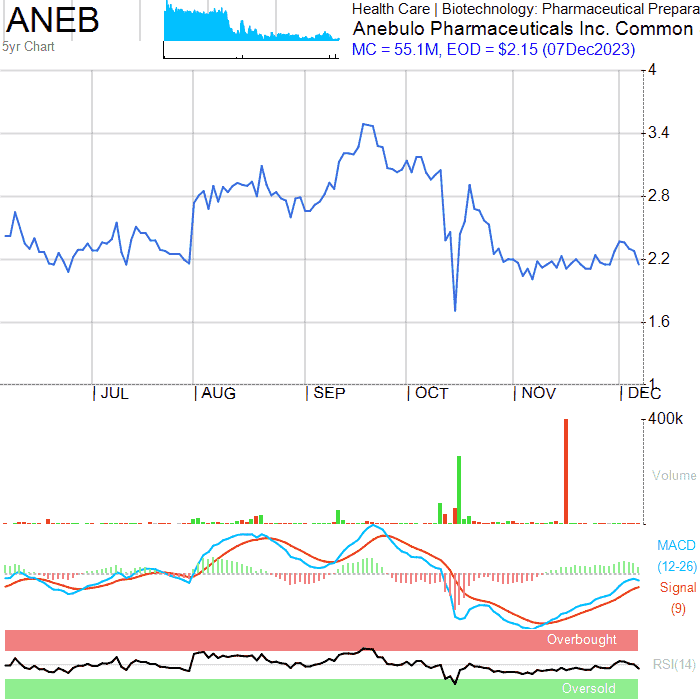 ANEB
5yr Chart
Health Care | Biotechnology: Pharmaceutical Prepara
Anebulo Pharmaceuticals Inc. Common
MC = 55.1M, EOD = $2.15 (07Dec2023)
4
3.4
2.8
2.2
1.6
1
JUL
AUG
SEP
OCT
NOV
DEC
400k
Volume
MACD
(12-26)
Signal
(9)
Overbought
RSI(14)
Oversold